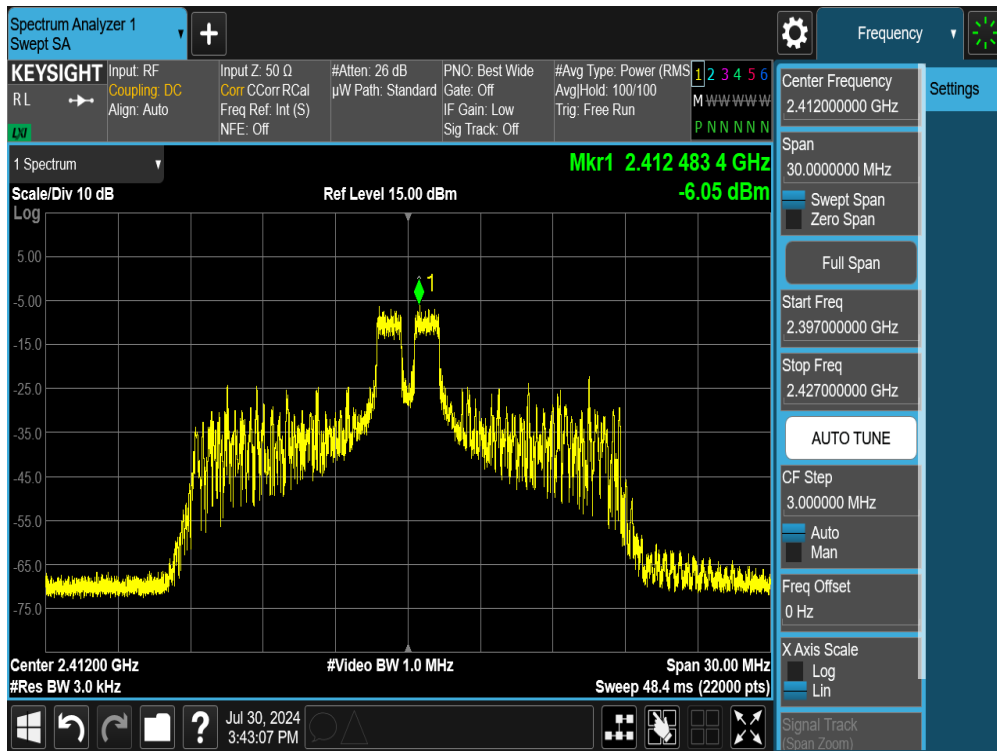 Spectrum Analyzer 1
Swept SA
+
Frequency
KEYSIGHT
R L
LXI
Input: RF
Coupling: DC
Align: Auto
Input Z: 50 Ω
Corr CCorr RCal
Freq Ref: Int (S)
NFE: Off
#Atten: 26 dB
µW Path: Standard
PNO: Best Wide
Gate: Off
IF Gain: Low
Sig Track: Off
#Avg Type: Power (RMS
Avg|Hold: 100/100
Trig: Free Run
1 2 3 4 5 6
M W W W W W
P N N N N N
1 Spectrum
Mkr1 2.412 483 4 GHz
-6.05 dBm
Scale/Div 10 dB
Ref Level 15.00 dBm
Log
5.00
-5.00
-15.0
-25.0
-35.0
-45.0
-55.0
-65.0
-75.0
1
Center 2.41200 GHz
#Video BW 1.0 MHz
Span 30.00 MHz
#Res BW 3.0 kHz
Sweep 48.4 ms (22000 pts)
Settings
Center Frequency
2.412000000 GHz
Span
30.0000000 MHz
Swept Span
Zero Span
Full Span
Start Freq
2.397000000 GHz
Stop Freq
2.427000000 GHz
AUTO TUNE
CF Step
3.000000 MHz
Auto
Man
Freq Offset
0 Hz
X Axis Scale
Log
Lin
Signal Track
(Span Zoom)
?
Jul 30, 2024
3:43:07 PM